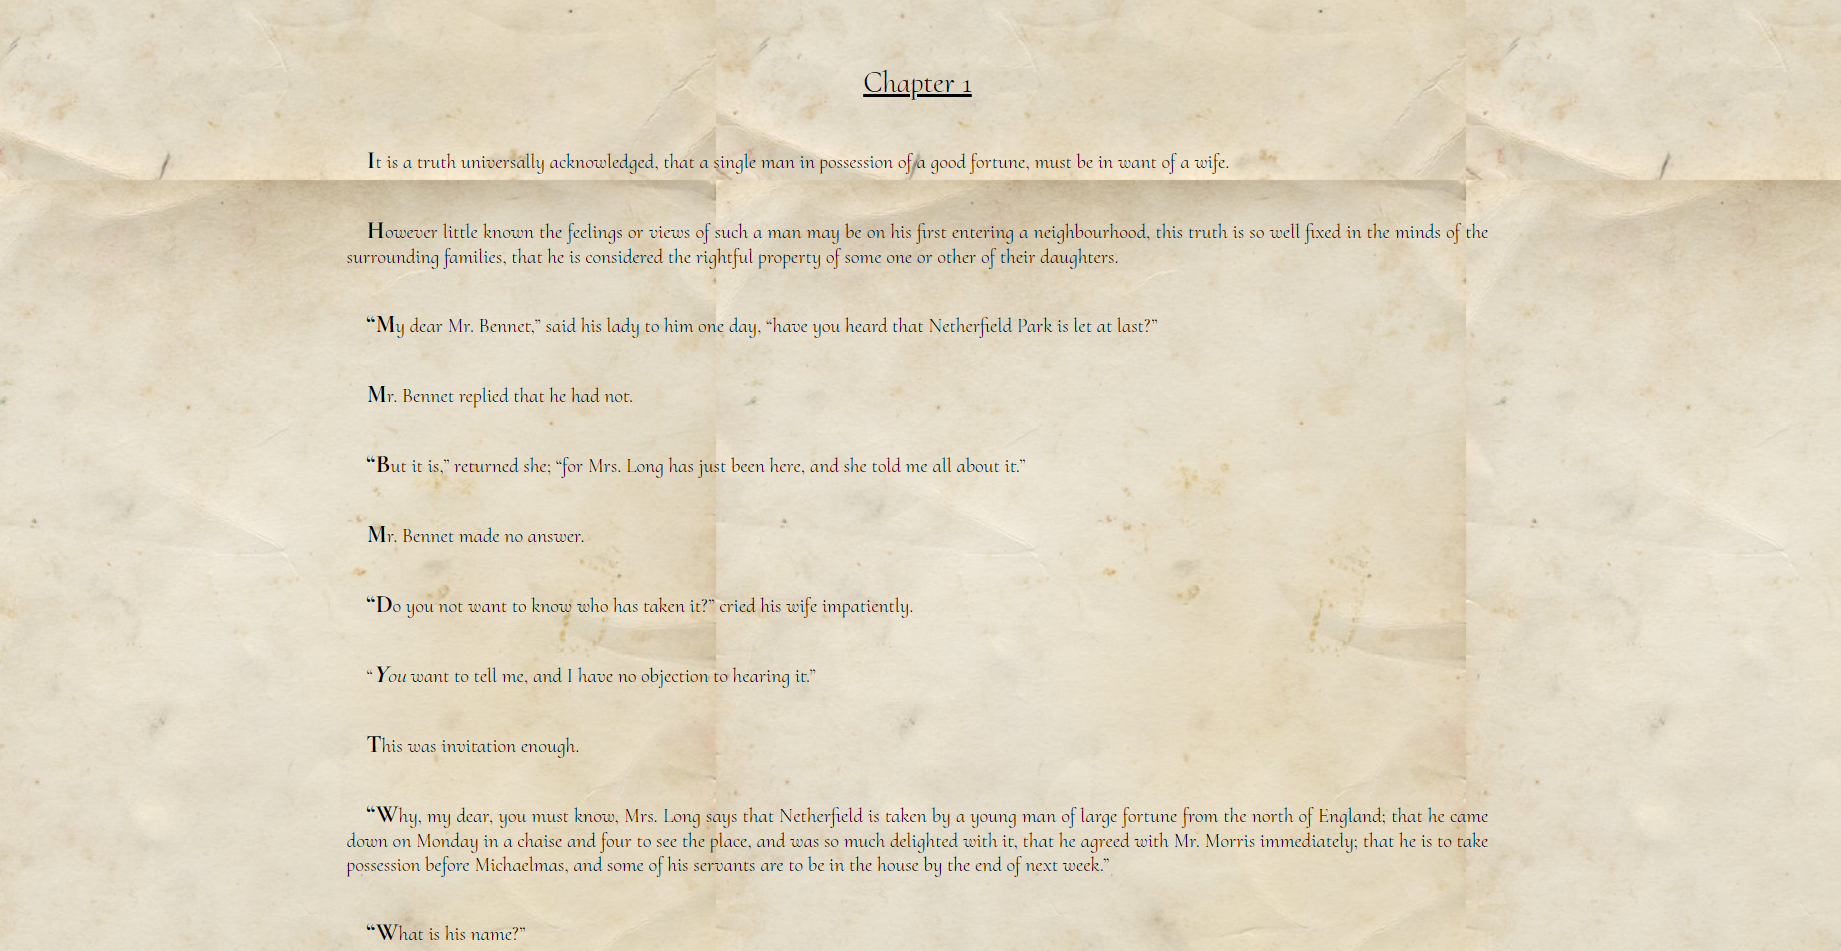 Chapter 1
It is a truth universally acknowledged, that a single man in possession of a good fortune, must be in want of a wife.
However little known the feelings or views of such a man may be on his first entering a neighbourhood, this truth is so well fixed in the minds of the
surrounding families, that he is considered the rightful property of some one or other of their daughters.
“My dear Mr. Bennet,” said his lady to him one day, “have you heard that Netherfield Park is let at last?”
Mr. Bennet replied that he had not.
“But it is,” returned she; “for Mrs. Long has just been here, and she told me all about it.”
Mr. Bennet made no answer.
“Do you not want to know who has taken it?” cried his wife impatiently.
“You want to tell me, and I have no objection to hearing it.”
This was invitation enough.
“Why, my dear, you must know, Mrs. Long says that Netherfield is taken by a young man of large fortune from the north of England; that he came
down on Monday in a chaise and four to see the place, and was so much delighted with it, that he agreed with Mr. Morris immediately; that he is to take
possession before Michaelmas, and some of his servants are to be in the house by the end of next week.”
“What is his name?”